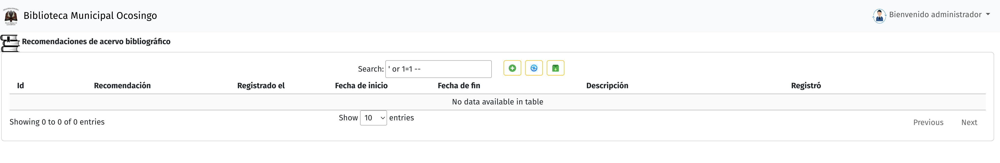 Biblioteca Municipal Ocosingo
Bienvenido administrador
Recomendaciones de acervo bibliográfico
Search: ' or 1=1 --
Id Recomendación Registrado el Fecha de inicio Fecha de fin Descripción Registró
No data available in table
Showing 0 to 0 of 0 entries
Show 10 entries
Previous Next